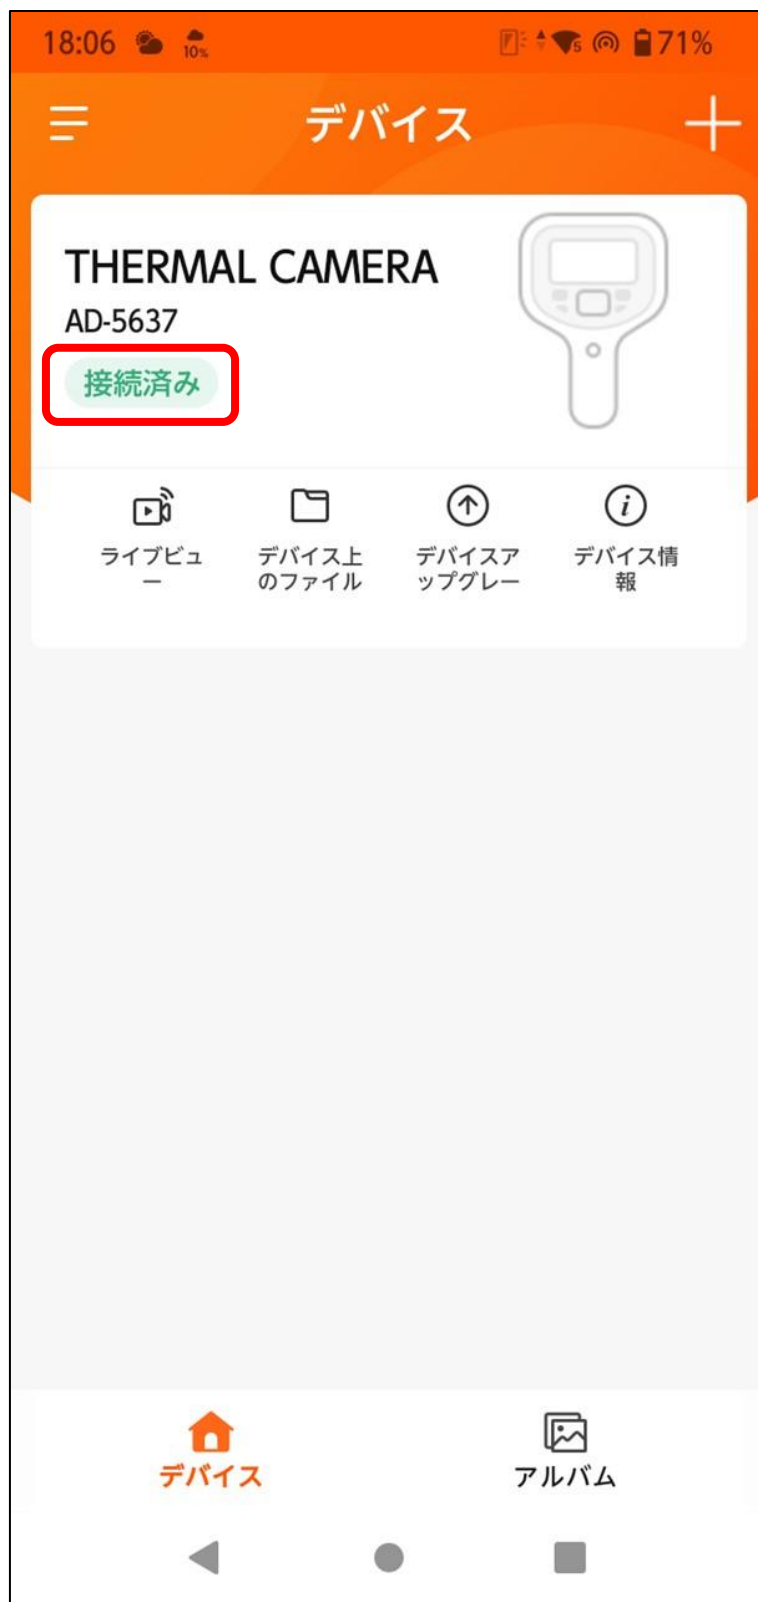 18:06
10%
5
71%
デバイス
THERMAL CAMERA
AD-5637
接続済み
ライブビュ
ー
デバイス上
のファイル
デバイスア
ップグレー
デバイス情
報
デバイス
アルバム